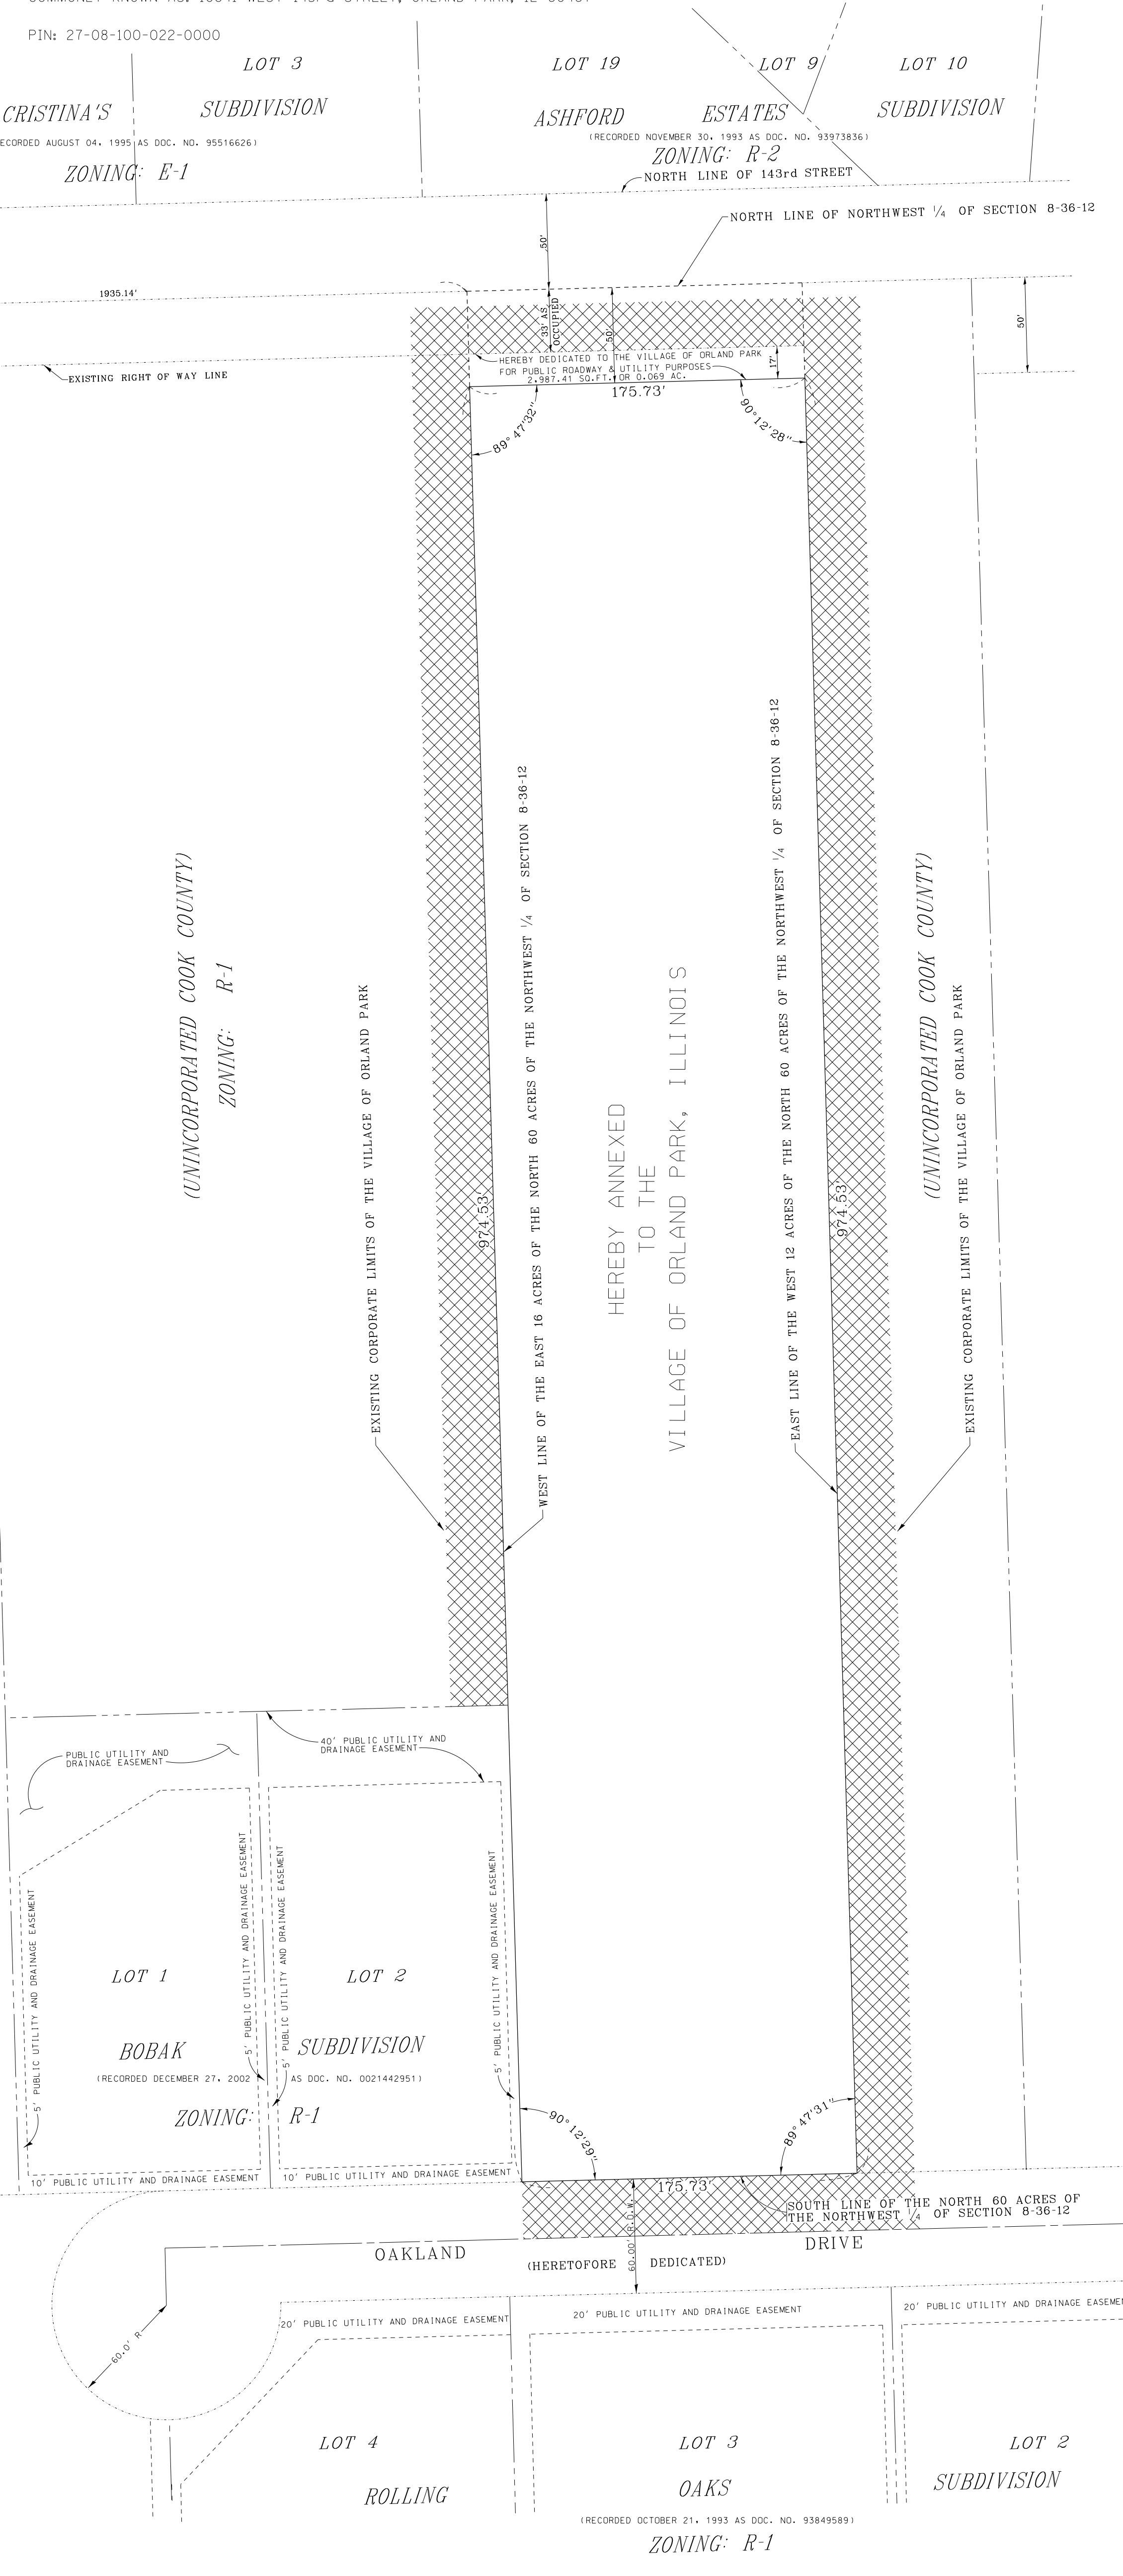 PIN: 27-08-100-022-0000
LOT 3
LOT 19
LOT 9
LOT 10
CRISTINA'S
SUBDIVISION
ASHFORD
ESTATES
SUBDIVISION
ECORDED AUGUST 04, 1995 AS DOC. NO. 95516626)
(RECORDED NOVEMBER 30, 1993 AS DOC. NO. 93973836)
ZONING: E-1
ZONING: R-2
NORTH LINE OF 143rd STREET
NORTH LINE OF NORTHWEST 1/4 OF SECTION 8-36-12
50'
1935.14'
33' AS
OCCUPIED
50'
50'
17'
HEREBY DEDICATED TO THE VILLAGE OF ORLAND PARK
FOR PUBLIC ROADWAY & UTILITY PURPOSES
2,987.41 SQ.FT. OR 0.069 AC.
EXISTING RIGHT OF WAY LINE
175.73'
89°47'32"
90°12'28"
(UNINCORPORATED COOK COUNTY)
ZONING: R-1
EXISTING CORPORATE LIMITS OF THE VILLAGE OF ORLAND PARK
974.53'
WEST LINE OF THE EAST 16 ACRES OF THE NORTH 60 ACRES OF THE NORTHWEST 1/4 OF SECTION 8-36-12
HEREBY ANNEXED
TO THE
VILLAGE OF ORLAND PARK, ILLINOIS
EAST LINE OF THE WEST 12 ACRES OF THE NORTH 60 ACRES OF THE NORTHWEST 1/4 OF SECTION 8-36-12
974.53'
(UNINCORPORATED COOK COUNTY)
EXISTING CORPORATE LIMITS OF THE VILLAGE OF ORLAND PARK
PUBLIC UTILITY AND
DRAINAGE EASEMENT
40' PUBLIC UTILITY AND
DRAINAGE EASEMENT
5' PUBLIC UTILITY AND DRAINAGE EASEMENT
5' PUBLIC UTILITY AND DRAINAGE EASEMENT
5' PUBLIC UTILITY AND DRAINAGE EASEMENT
5' PUBLIC UTILITY AND DRAINAGE EASEMENT
LOT 1
LOT 2
BOBAK
SUBDIVISION
(RECORDED DECEMBER 27, 2002 AS DOC. NO. 0021442951)
ZONING: R-1
90°12'29"
89°47'31"
10' PUBLIC UTILITY AND DRAINAGE EASEMENT
10' PUBLIC UTILITY AND DRAINAGE EASEMENT
175.73'
SOUTH LINE OF THE NORTH 60 ACRES OF
THE NORTHWEST 1/4 OF SECTION 8-36-12
60.00' R.O.W.
OAKLAND
DRIVE
(HERETOFORE DEDICATED)
60.0' R
20' PUBLIC UTILITY AND DRAINAGE EASEMENT
20' PUBLIC UTILITY AND DRAINAGE EASEMENT
20' PUBLIC UTILITY AND DRAINAGE EASEME
LOT 4
LOT 3
LOT 2
ROLLING
OAKS
SUBDIVISION
(RECORDED OCTOBER 21, 1993 AS DOC. NO. 93849589)
ZONING: R-1